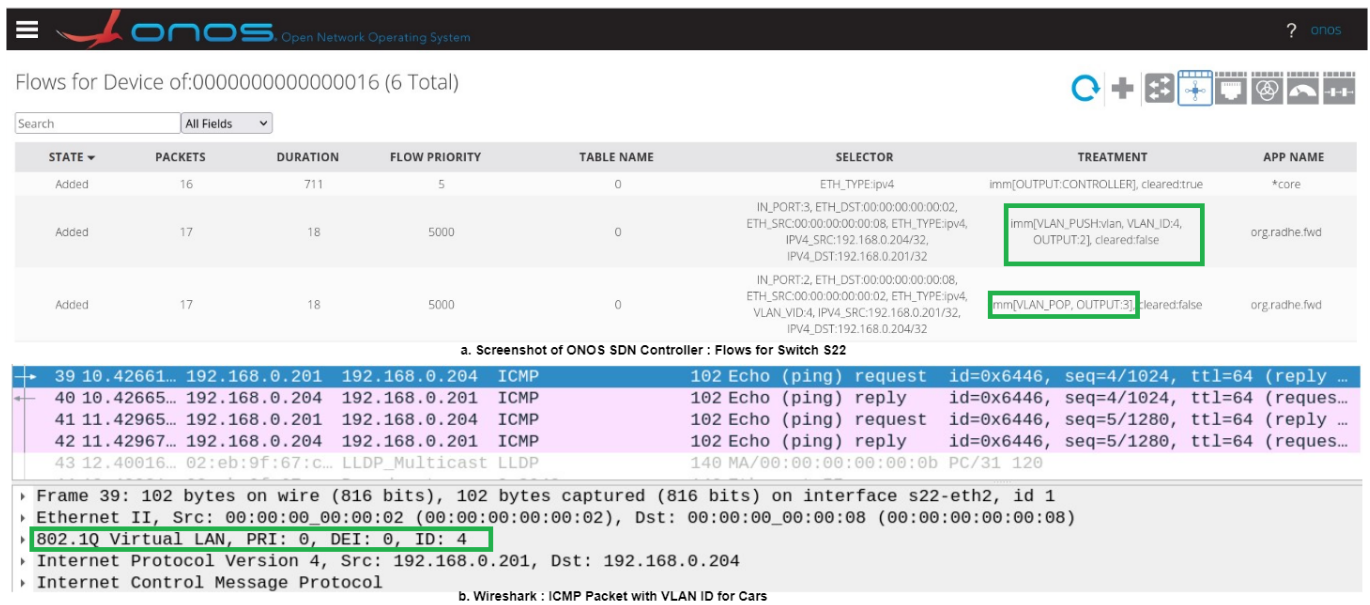 onos Open Network Operating System ? onos
Flows for Device of:0000000000000016 (6 Total)
Search All Fields
STATE PACKETS DURATION FLOW PRIORITY TABLE NAME SELECTOR TREATMENT APP NAME
Added 16 711 5 0 ETH_TYPE:ipv4 imm[OUTPUT:CONTROLLER], cleared:true *core
IN_PORT:3, ETH_DST:00:00:00:00:00:02,
ETH_SRC:00:00:00:00:00:08, ETH_TYPE:ipv4, imm[VLAN_PUSH:vlan, VLAN_ID:4,
Added 17 18 5000 0 IPV4_SRC:192.168.0.204/32, OUTPUT:2], cleared:false org.radhe.fwd
IPV4_DST:192.168.0.201/32
IN_PORT:2, ETH_DST:00:00:00:00:00:08,
ETH_SRC:00:00:00:00:00:02, ETH_TYPE:ipv4,
Added 17 18 5000 0 VLAN_VID:4, IPV4_SRC:192.168.0.201/32, imm[VLAN_POP, OUTPUT:3], cleared:false org.radhe.fwd
IPV4_DST:192.168.0.204/32
a. Screenshot of ONOS SDN Controller : Flows for Switch S22
39 10.42661… 192.168.0.201 192.168.0.204 ICMP 102 Echo (ping) request id=0x6446, seq=4/1024, ttl=64 (reply …
40 10.42665… 192.168.0.204 192.168.0.201 ICMP 102 Echo (ping) reply id=0x6446, seq=4/1024, ttl=64 (reques…
41 11.42965… 192.168.0.201 192.168.0.204 ICMP 102 Echo (ping) request id=0x6446, seq=5/1280, ttl=64 (reply …
42 11.42967… 192.168.0.204 192.168.0.201 ICMP 102 Echo (ping) reply id=0x6446, seq=5/1280, ttl=64 (reques…
43 12.40016… 02:eb:9f:67:c… LLDP_Multicast LLDP 140 MA/00:00:00:00:00:0b PC/31 120
Frame 39: 102 bytes on wire (816 bits), 102 bytes captured (816 bits) on interface s22-eth2, id 1
Ethernet II, Src: 00:00:00_00:00:02 (00:00:00:00:00:02), Dst: 00:00:00_00:00:08 (00:00:00:00:00:08)
802.1Q Virtual LAN, PRI: 0, DEI: 0, ID: 4
Internet Protocol Version 4, Src: 192.168.0.201, Dst: 192.168.0.204
Internet Control Message Protocol
b. Wireshark : ICMP Packet with VLAN ID for Cars